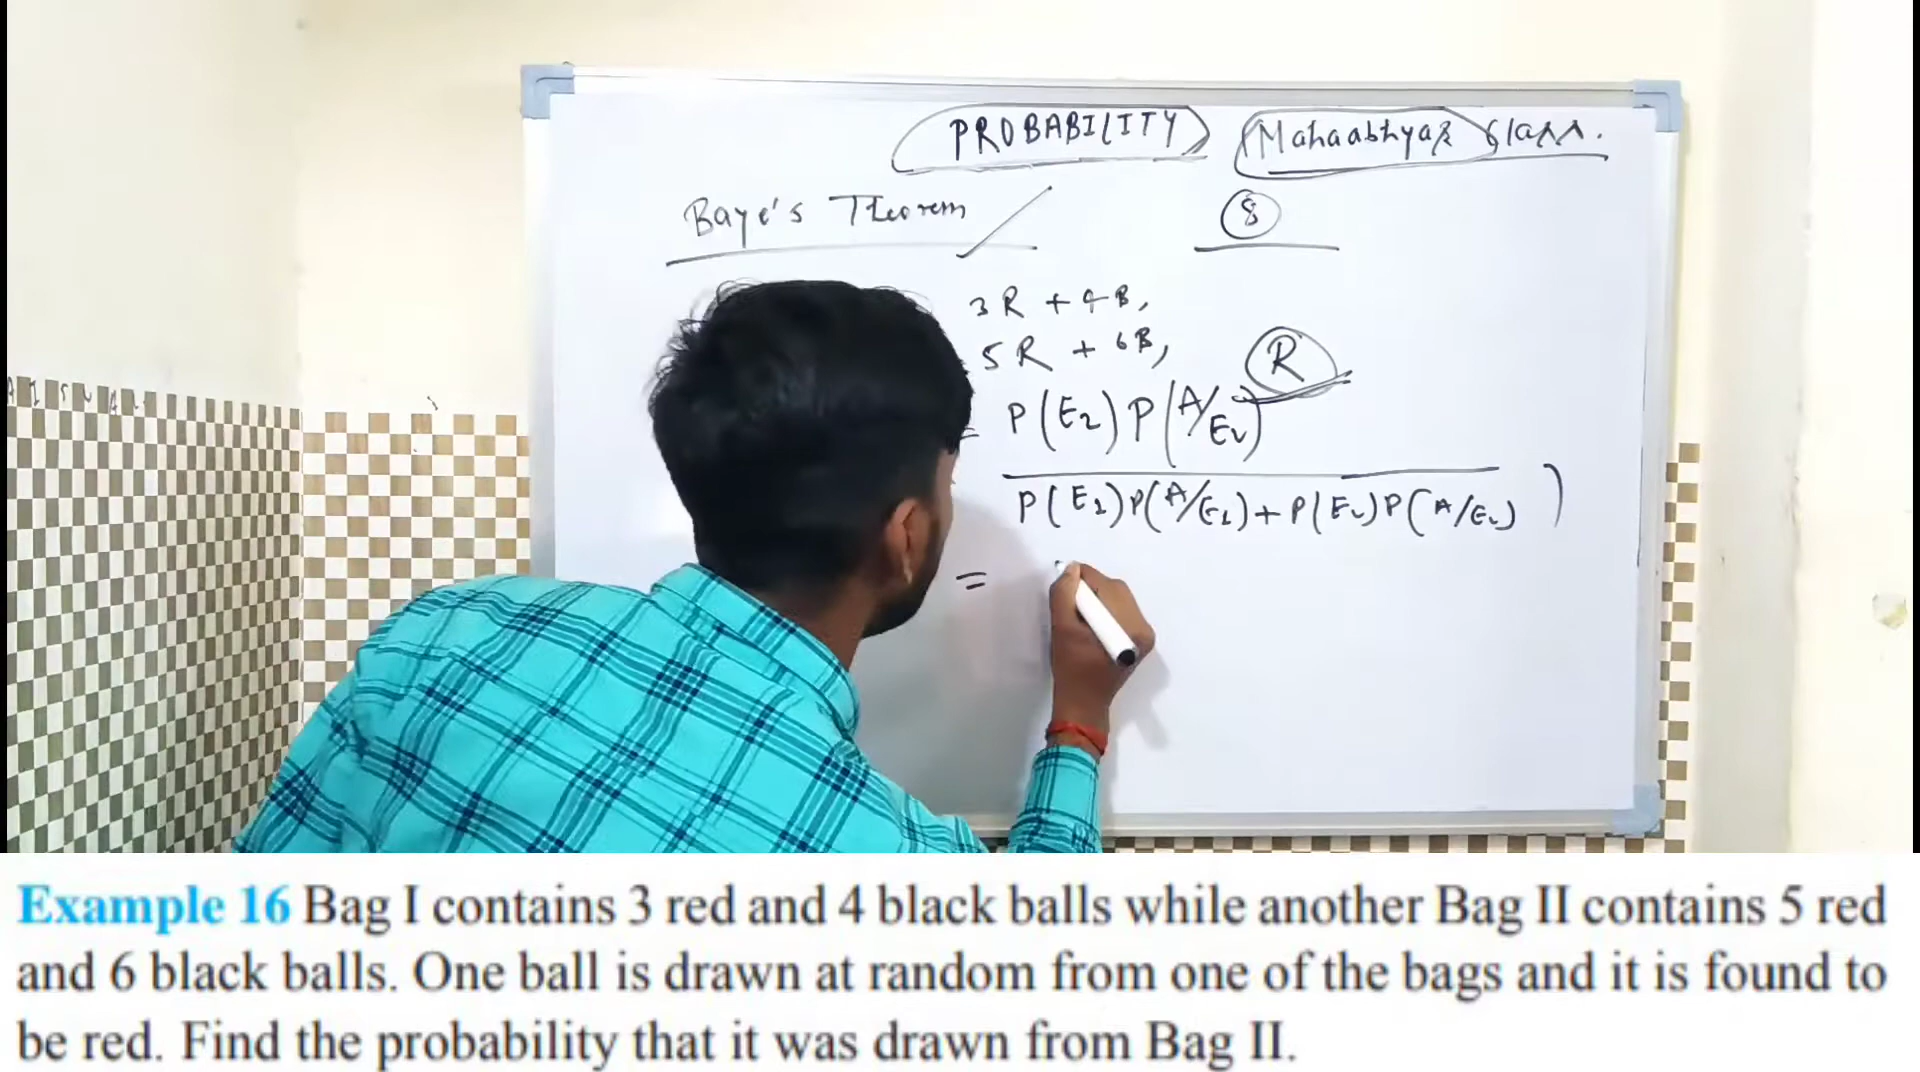 PROBABILITY Mahaabhyas Class.
Baye's Theorem 8
3R + 4B,
5R + 6B, R
= P(E2) P(A/E2)
P(E1) P(A/E1) + P(E2) P(A/E2) )
=
Example 16 Bag I contains 3 red and 4 black balls while another Bag II contains 5 red
and 6 black balls. One ball is drawn at random from one of the bags and it is found to
be red. Find the probability that it was drawn from Bag II.